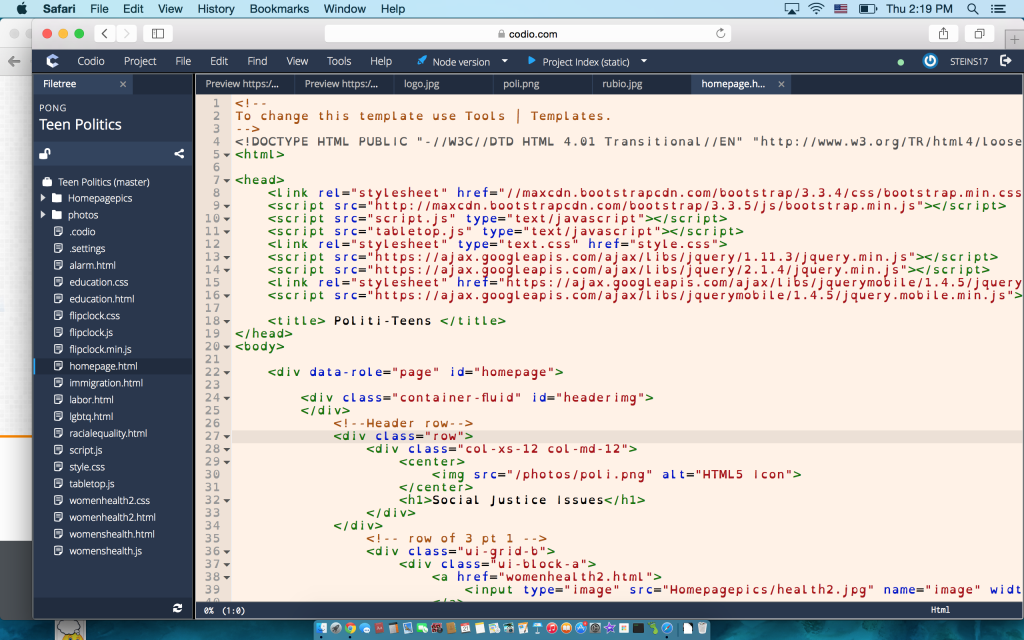 Safari File Edit View History Bookmarks Window Help Thu 2:19 PM
codio.com
Codio Project File Edit Find View Tools Help Node version Project Index (static) STEINS17
Filetree Preview https:/... Preview https:/... logo.jpg poli.png rubio.jpg homepage.h...
PONG
Teen Politics
Teen Politics (master)
Homepagepics
photos
.codio
.settings
alarm.html
education.css
education.html
flipclock.css
flipclock.js
flipclock.min.js
homepage.html
immigration.html
labor.html
lgbtq.html
racialequality.html
script.js
style.css
tabletop.js
womenhealth2.css
womenhealth2.html
womenshealth.html
womenshealth.js
1 <!--
2 To change this template use Tools | Templates.
3 -->
4 <!DOCTYPE HTML PUBLIC "-//W3C//DTD HTML 4.01 Transitional//EN" "http://www.w3.org/TR/html4/loose
5 <html>
6
7 <head>
8 <link rel="stylesheet" href="//maxcdn.bootstrapcdn.com/bootstrap/3.3.4/css/bootstrap.min.css
9 <script src="http://maxcdn.bootstrapcdn.com/bootstrap/3.3.5/js/bootstrap.min.js"></script>
10 <script src="script.js" type="text/javascript"></script>
11 <script src="tabletop.js" type="text/javascript"></script>
12 <link rel="stylesheet" type="text.css" href="style.css">
13 <script src="https://ajax.googleapis.com/ajax/libs/jquery/1.11.3/jquery.min.js"></script>
14 <script src="https://ajax.googleapis.com/ajax/libs/jquery/2.1.4/jquery.min.js"></script>
15 <link rel="stylesheet" href="https://ajax.googleapis.com/ajax/libs/jquerymobile/1.4.5/jquery
16 <script src="https://ajax.googleapis.com/ajax/libs/jquerymobile/1.4.5/jquery.mobile.min.js">
17
18 <title> Politi-Teens </title>
19 </head>
20 <body>
21
22 <div data-role="page" id="homepage">
23
24 <div class="container-fluid" id="headerimg">
25 </div>
26 <!--Header row-->
27 <div class="row">
28 <div class="col-xs-12 col-md-12">
29 <center>
30 <img src="/photos/poli.png" alt="HTML5 Icon">
31 </center>
32 <h1>Social Justice Issues</h1>
33 </div>
34 </div>
35 <!-- row of 3 pt 1 -->
36 <div class="ui-grid-b">
37 <div class="ui-block-a">
38 <a href="womenhealth2.html">
39 <input type="image" src="Homepagepics/health2.jpg" name="image" widt
0% (1:0) Html